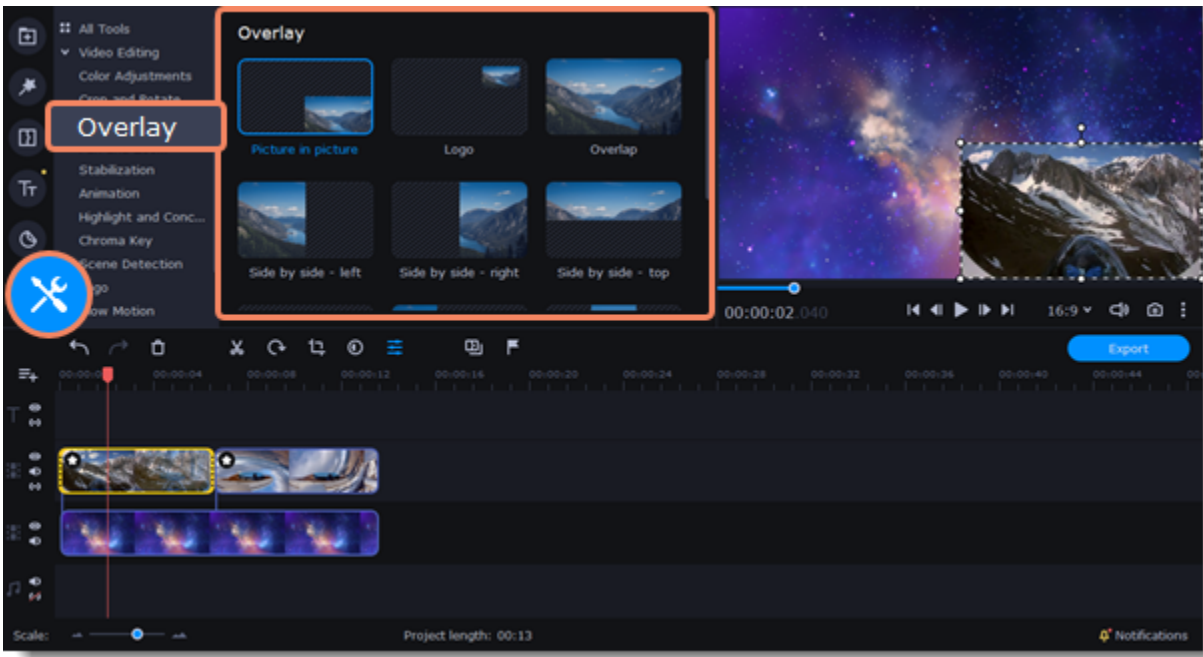 All Tools
Video Editing
Color Adjustments
Crop and Rotate
Overlay
Stabilization
Animation
Highlight and Conc...
Chroma Key
Scene Detection
Motion
Overlay
Picture in picture
Logo
Overlap
Side by side - left
Side by side - right
Side by side - top
00:00:02.040
16:9
Export
00:00:04
00:00:08
00:00:12
00:00:16
00:00:20
00:00:24
00:00:28
00:00:32
00:00:36
00:00:40
00:00:44
Scale:
Project length: 00:13
Notifications